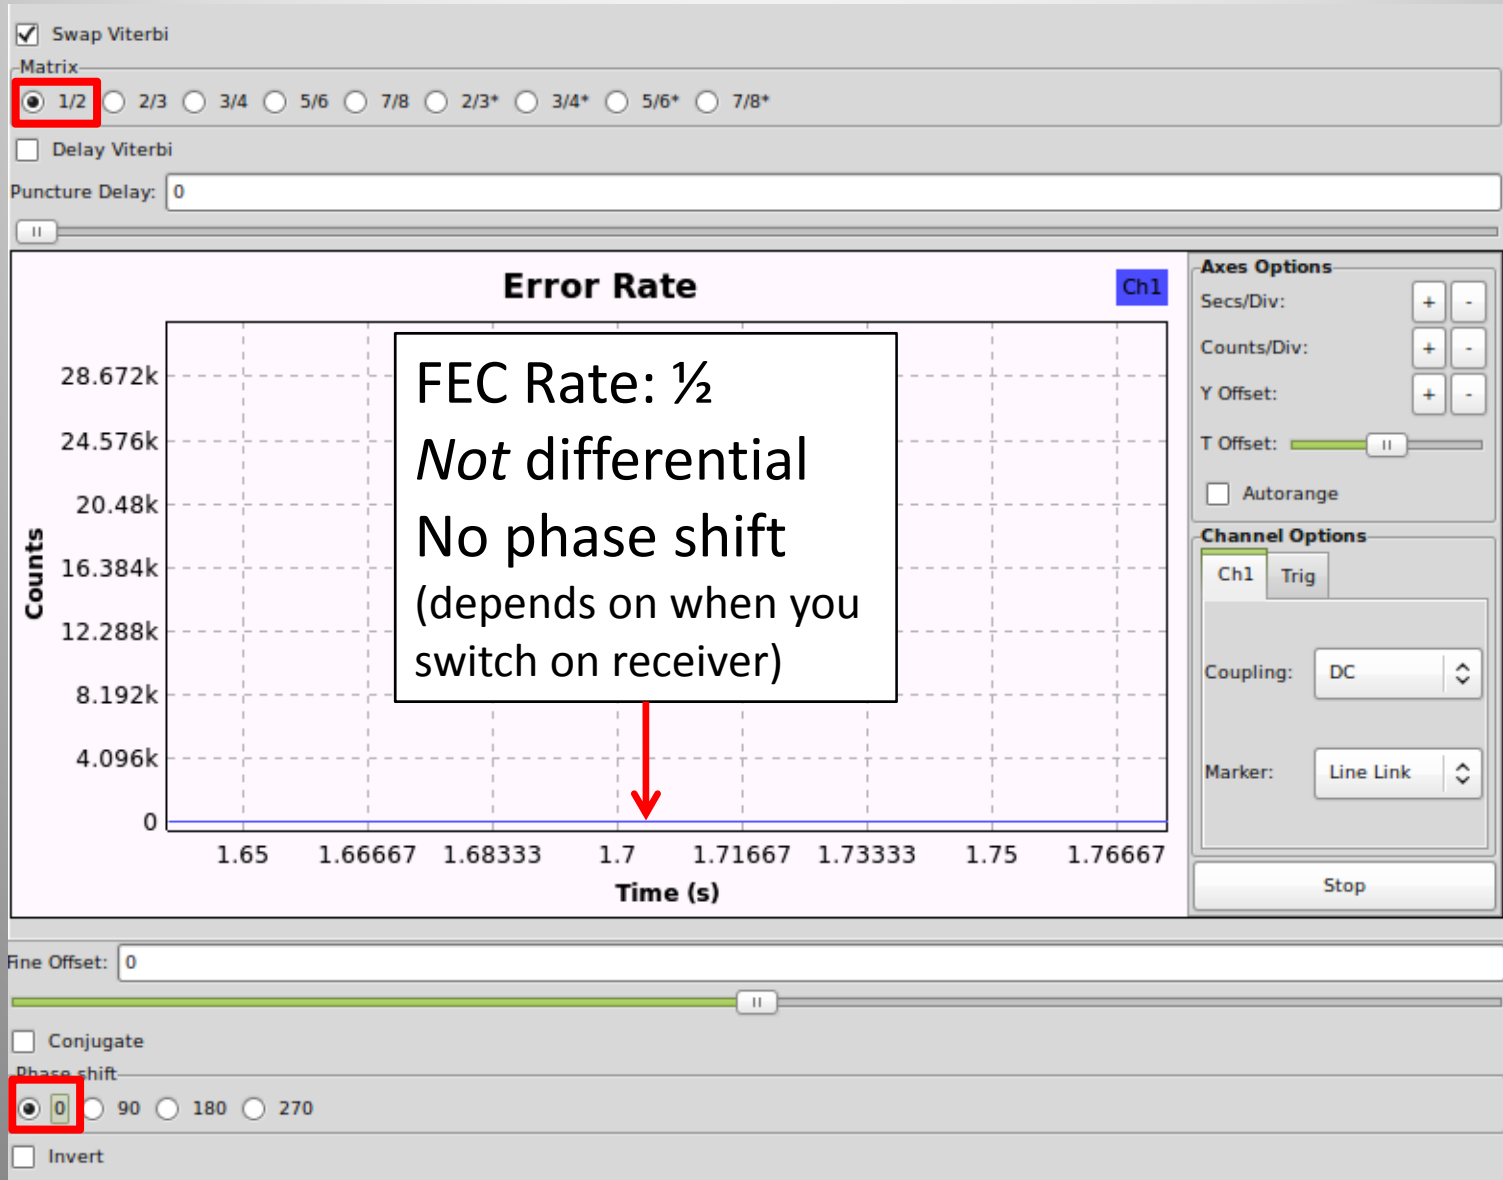 Swap Viterbi
Matrix
1/2 2/3 3/4 5/6 7/8 2/3* 3/4* 5/6* 7/8*
Delay Viterbi
Puncture Delay: 0
Error Rate
Ch1
28.672k
24.576k
20.48k
16.384k
12.288k
8.192k
4.096k
0
Counts
FEC Rate: ½
Not differential
No phase shift
(depends on when you
switch on receiver)
1.65 1.66667 1.68333 1.7 1.71667 1.73333 1.75 1.76667
Time (s)
Axes Options
Secs/Div: + -
Counts/Div: + -
Y Offset: + -
T Offset:
Autorange
Channel Options
Ch1 Trig
Coupling: DC
Marker: Line Link
Stop
Fine Offset: 0
Conjugate
Phase shift
0 90 180 270
Invert